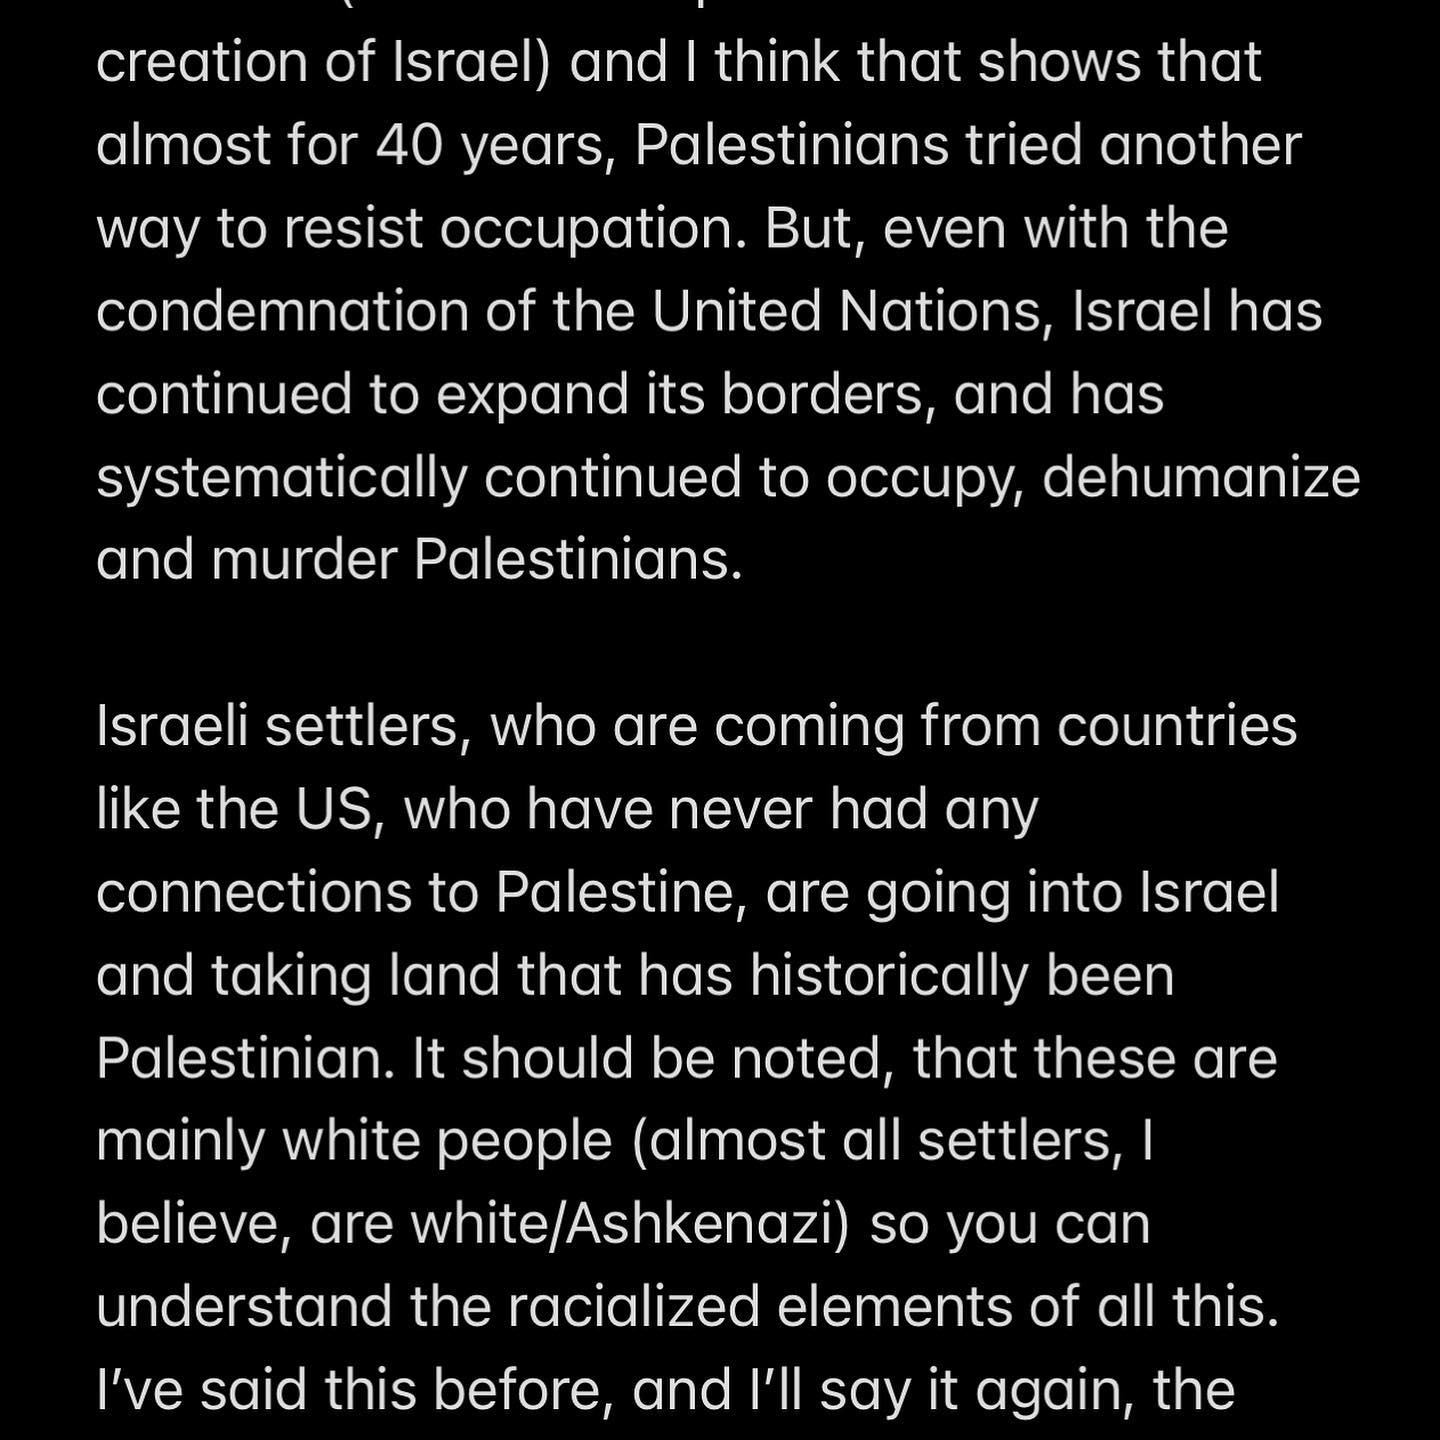 creation of Israel) and I think that shows that
almost for 40 years, Palestinians tried another
way to resist occupation. But, even with the
condemnation of the United Nations, Israel has
continued to expand its borders, and has
systematically continued to occupy, dehumanize
and murder Palestinians.
Israeli settlers, who are coming from countries
like the US, who have never had any
connections to Palestine, are going into Israel
and taking land that has historically been
Palestinian. It should be noted, that these are
mainly white people (almost all settlers, I
believe, are white/Ashkenazi) so you can
understand the racialized elements of all this.
I’ve said this before, and I’ll say it again, the